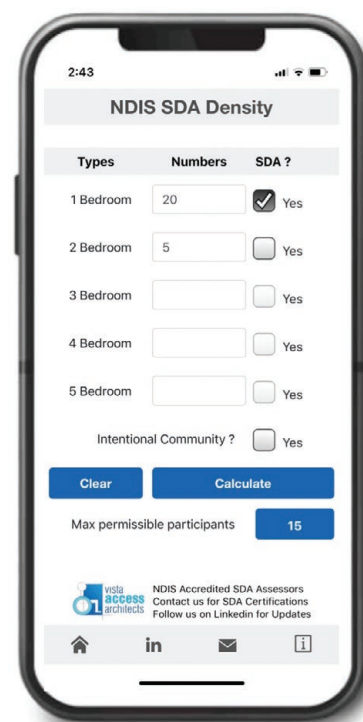 2:43
NDIS SDA Density
Types Numbers SDA ?
1 Bedroom 20 Yes
2 Bedroom 5 Yes
3 Bedroom Yes
4 Bedroom Yes
5 Bedroom Yes
Intentional Community ? Yes
Clear Calculate
Max permissible participants 15
vista
access
architects
NDIS Accredited SDA Assessors
Contact us for SDA Certifications
Follow us on Linkedin for Updates
in
i